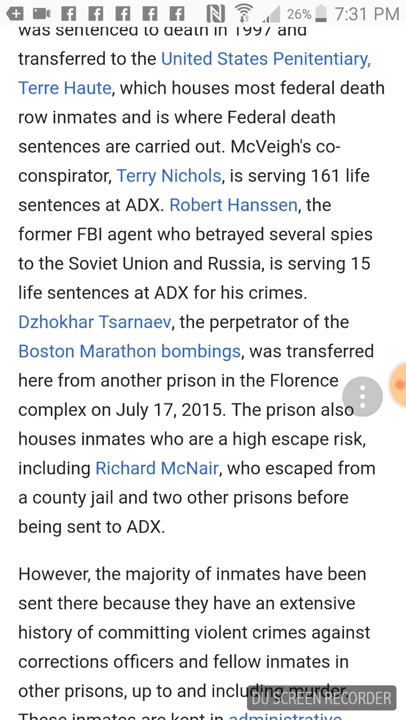 26% 7:31 PM
was sentenced to death in 1997 and
transferred to the United States Penitentiary,
Terre Haute, which houses most federal death
row inmates and is where Federal death
sentences are carried out. McVeigh's co-
conspirator, Terry Nichols, is serving 161 life
sentences at ADX. Robert Hanssen, the
former FBI agent who betrayed several spies
to the Soviet Union and Russia, is serving 15
life sentences at ADX for his crimes.
Dzhokhar Tsarnaev, the perpetrator of the
Boston Marathon bombings, was transferred
here from another prison in the Florence
complex on July 17, 2015. The prison also
houses inmates who are a high escape risk,
including Richard McNair, who escaped from
a county jail and two other prisons before
being sent to ADX.
However, the majority of inmates have been
sent there because they have an extensive
history of committing violent crimes against
corrections officers and fellow inmates in
other prisons, up to and including murder.
DU SCREEN RECORDER
These inmates are kept in administrative